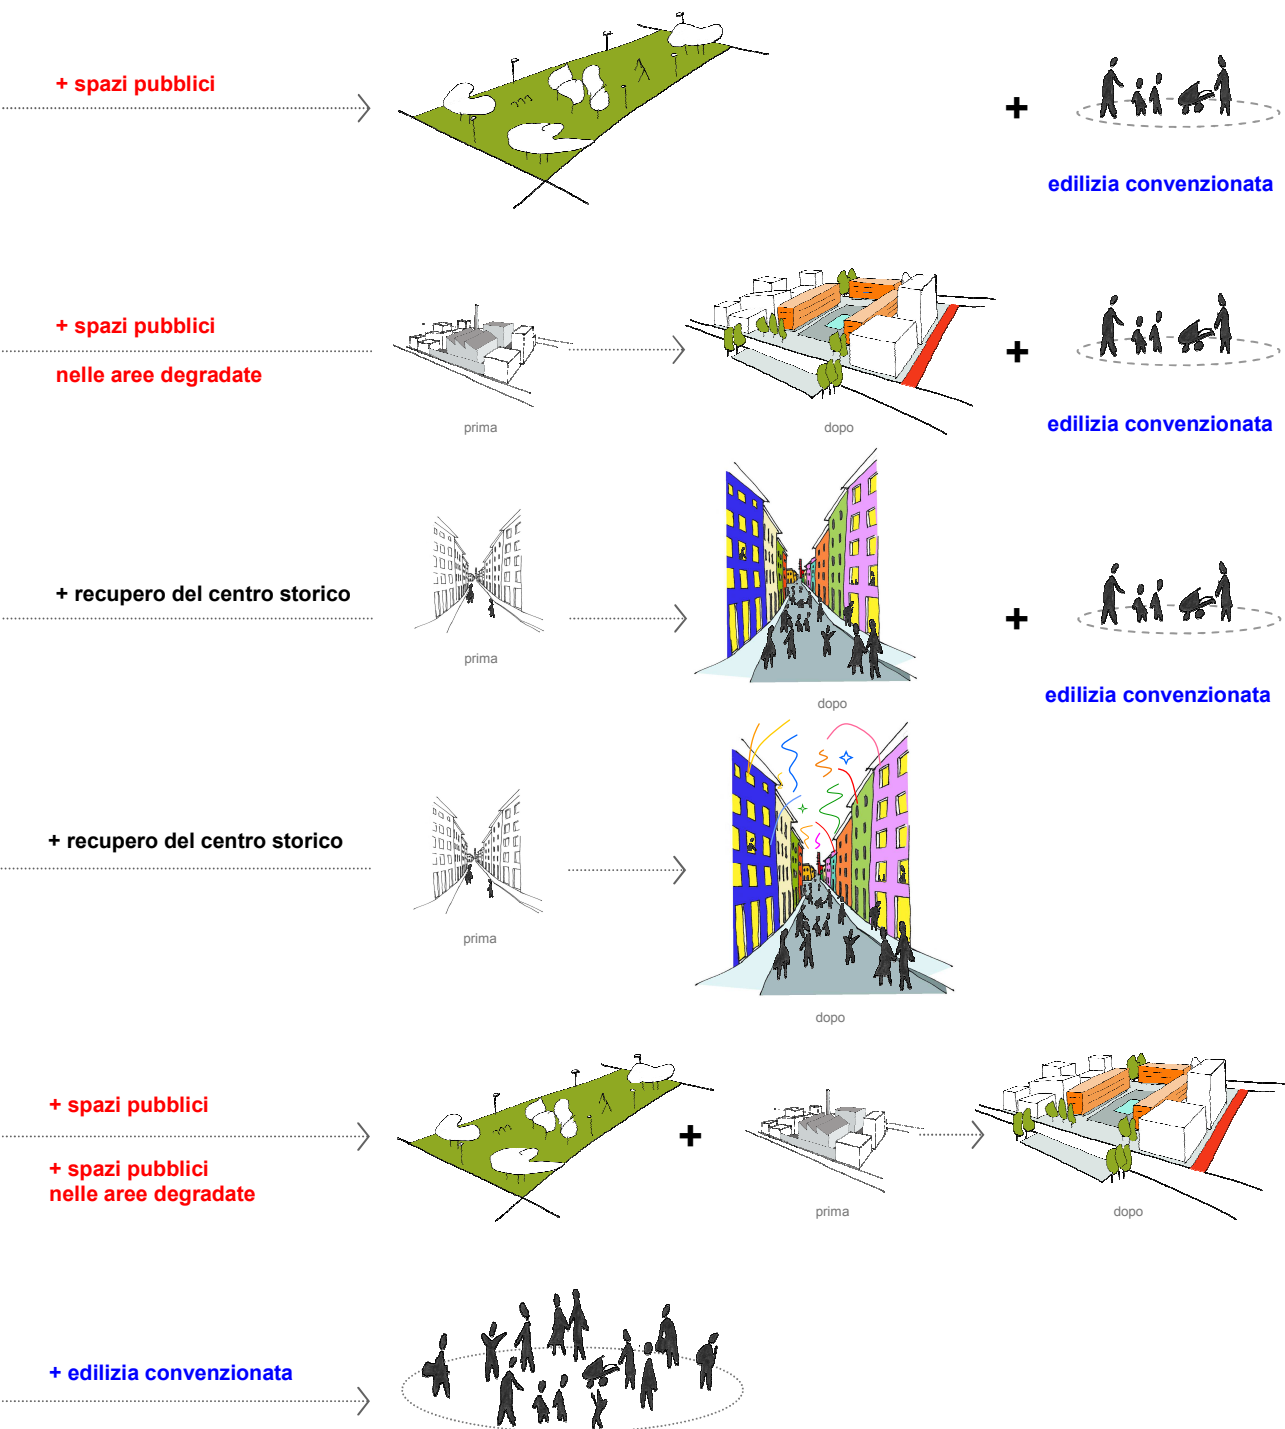 + spazi pubblici
+
edilizia convenzionata
+ spazi pubblici
nelle aree degradate
prima
dopo
+
edilizia convenzionata
+ recupero del centro storico
prima
dopo
+
edilizia convenzionata
+ recupero del centro storico
prima
dopo
+ spazi pubblici
+ spazi pubblici
nelle aree degradate
+
prima
dopo
+ edilizia convenzionata